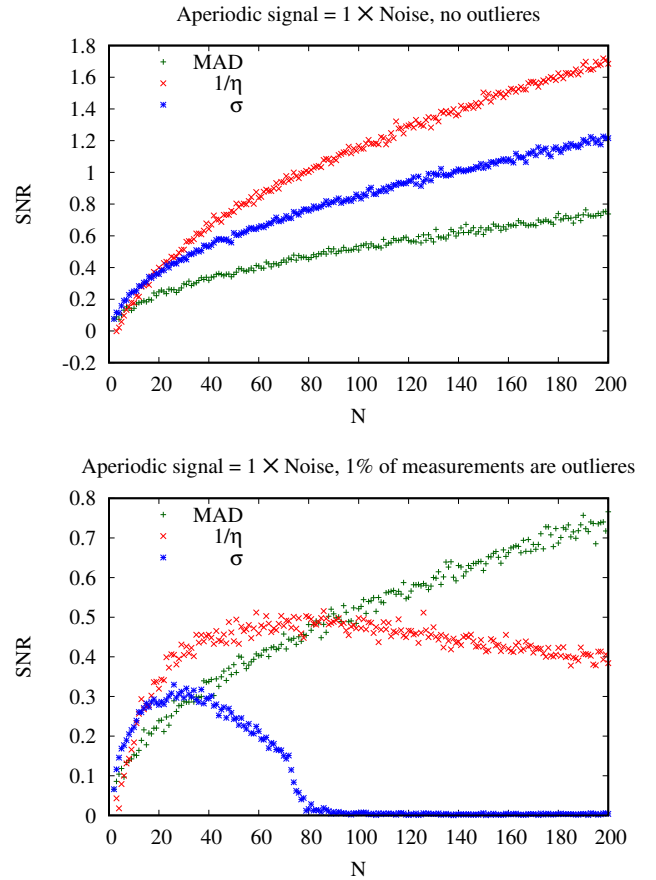 Aperiodic signal = 1 × Noise, no outlieres
MAD
1/η
σ
SNR
1.8
1.6
1.4
1.2
1
0.8
0.6
0.4
0.2
0
-0.2
0 20 40 60 80 100 120 140 160 180 200
N
Aperiodic signal = 1 × Noise, 1% of measurements are outlieres
MAD
1/η
σ
SNR
0.8
0.7
0.6
0.5
0.4
0.3
0.2
0.1
0
0 20 40 60 80 100 120 140 160 180 200
N